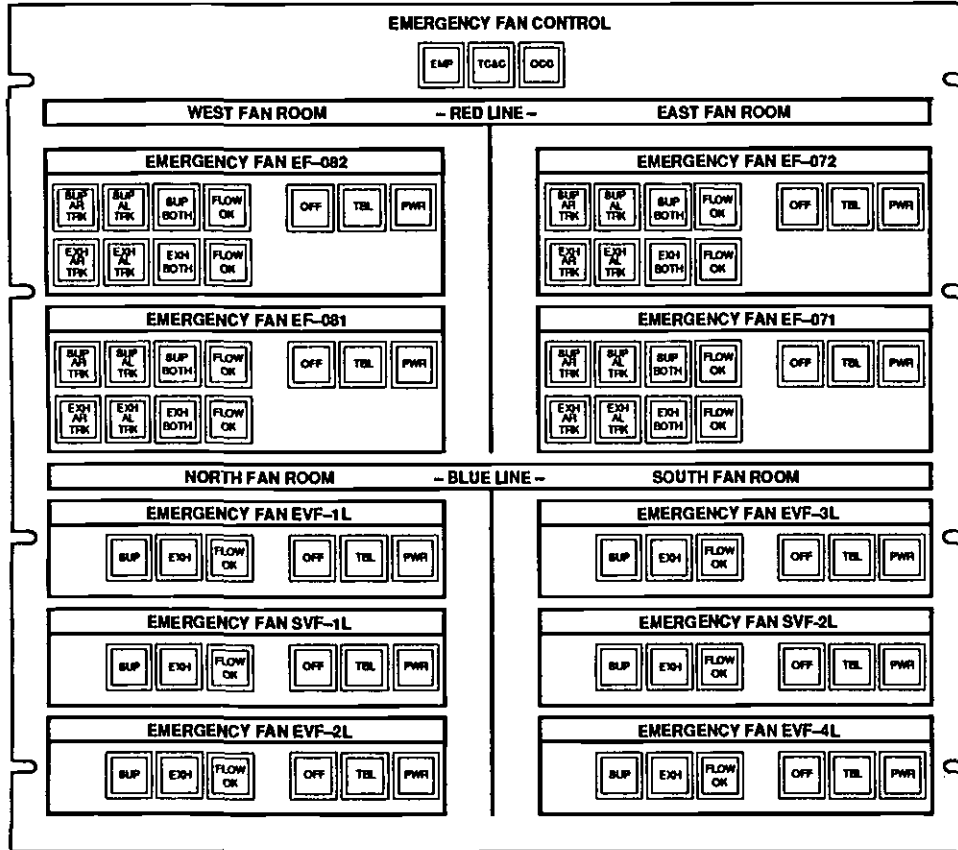 EMERGENCY FAN CONTROL
EMP TC&C OCC
WEST FAN ROOM – RED LINE – EAST FAN ROOM
EMERGENCY FAN EF–082
SUP AR TRK SUP AL TRK SUP BOTH FLOW OK OFF TBL PWR
EXH AR TRK EXH AL TRK EXH BOTH FLOW OK
EMERGENCY FAN EF–072
SUP AR TRK SUP AL TRK SUP BOTH FLOW OK OFF TBL PWR
EXH AR TRK EXH AL TRK EXH BOTH FLOW OK
EMERGENCY FAN EF–081
SUP AR TRK SUP AL TRK SUP BOTH FLOW OK OFF TBL PWR
EXH AR TRK EXH AL TRK EXH BOTH FLOW OK
EMERGENCY FAN EF–071
SUP AR TRK SUP AL TRK SUP BOTH FLOW OK OFF TBL PWR
EXH AR TRK EXH AL TRK EXH BOTH FLOW OK
NORTH FAN ROOM – BLUE LINE – SOUTH FAN ROOM
EMERGENCY FAN EVF–1L
SUP EXH FLOW OK OFF TBL PWR
EMERGENCY FAN EVF–3L
SUP EXH FLOW OK OFF TBL PWR
EMERGENCY FAN SVF–1L
SUP EXH FLOW OK OFF TBL PWR
EMERGENCY FAN SVF-2L
SUP EXH FLOW OK OFF TBL PWR
EMERGENCY FAN EVF–2L
SUP EXH FLOW OK OFF TBL PWR
EMERGENCY FAN EVF–4L
SUP EXH FLOW OK OFF TBL PWR